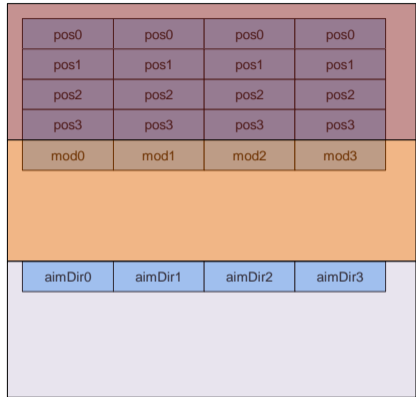 pos0 pos0 pos0 pos0
pos1 pos1 pos1 pos1
pos2 pos2 pos2 pos2
pos3 pos3 pos3 pos3
mod0 mod1 mod2 mod3
aimDir0 aimDir1 aimDir2 aimDir3